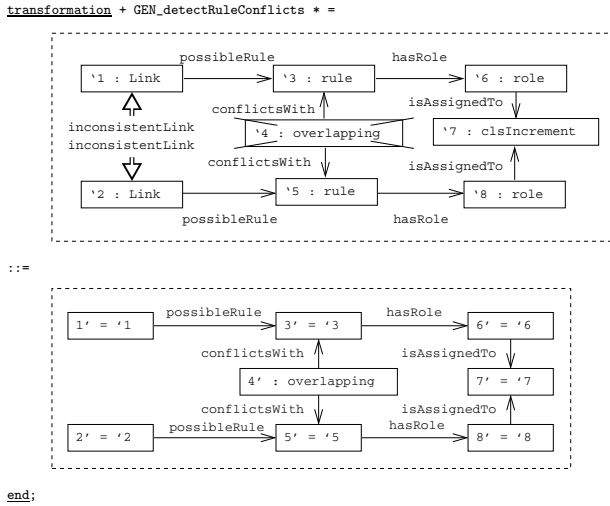 transformation + GEN_detectRuleConflicts * =
possibleRule hasRole
‘1 : Link ‘3 : rule ‘6 : role
conflictsWith isAssignedTo
inconsistentLink ‘4 : overlapping ‘7 : clsIncrement
inconsistentLink
conflictsWith isAssignedTo
‘2 : Link ‘5 : rule ‘8 : role
possibleRule hasRole
::=
possibleRule hasRole
1’ = ‘1 3’ = ‘3 6’ = ‘6
conflictsWith isAssignedTo
4’ : overlapping 7’ = ‘7
conflictsWith isAssignedTo
possibleRule hasRole
2’ = ‘2 5’ = ‘5 8’ = ‘8
end;